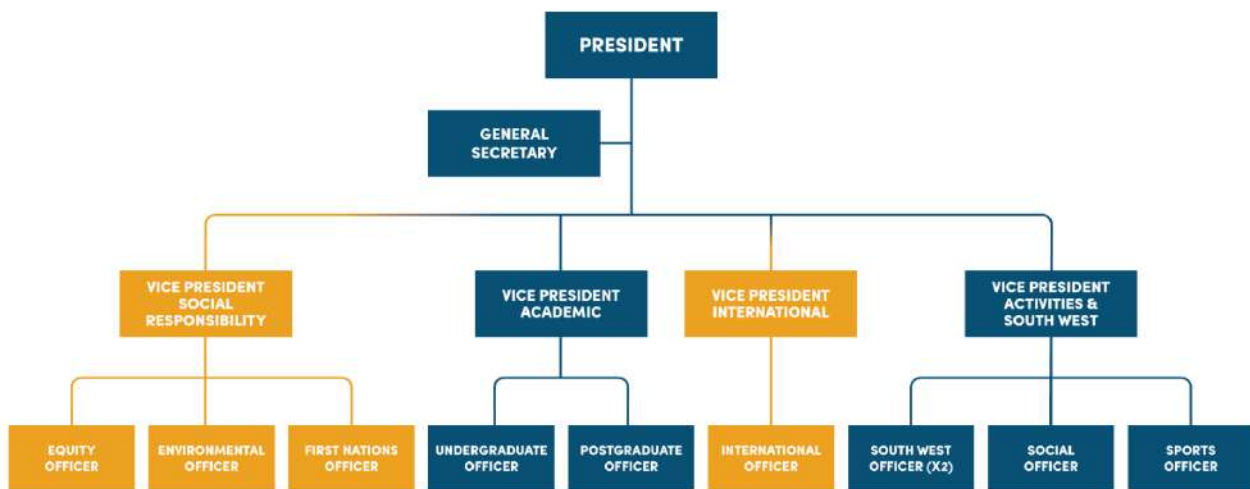 PRESIDENT
GENERAL
SECRETARY
VICE PRESIDENT
SOCIAL
RESPONSIBILITY
VICE PRESIDENT
ACADEMIC
VICE PRESIDENT
INTERNATIONAL
VICE PRESIDENT
ACTIVITIES &
SOUTH WEST
EQUITY
OFFICER
ENVIRONMENTAL
OFFICER
FIRST NATIONS
OFFICER
UNDERGRADUATE
OFFICER
POSTGRADUATE
OFFICER
INTERNATIONAL
OFFICER
SOUTH WEST
OFFICER (X2)
SOCIAL
OFFICER
SPORTS
OFFICER